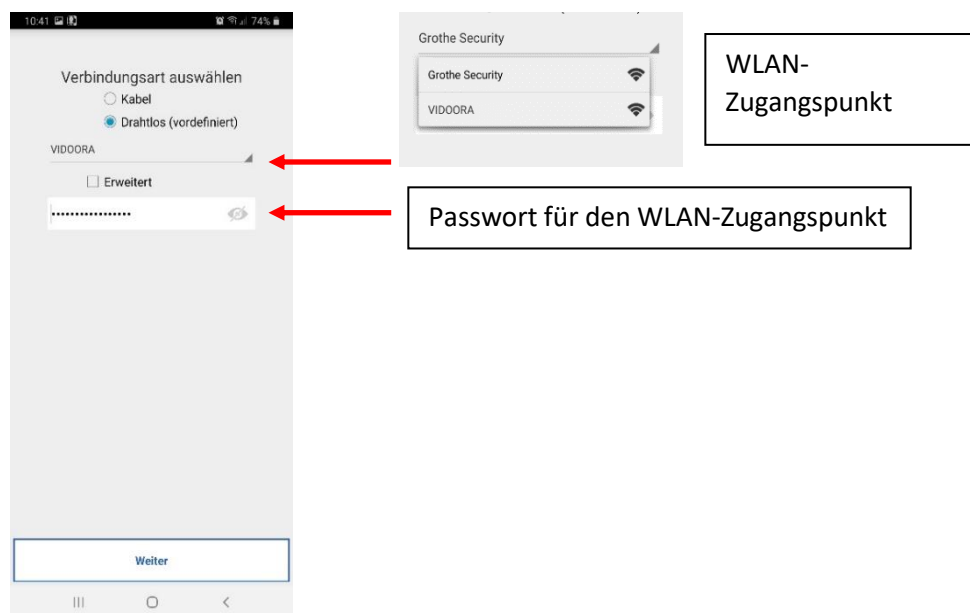 10:41 74%
Verbindungsart auswählen
Kabel
Drahtlos (vordefiniert)
VIDOORA
Erweitert
•••••••••••••••••
Weiter
Grothe Security
Grothe Security
VIDOORA
WLAN-
Zugangspunkt
Passwort für den WLAN-Zugangspunkt